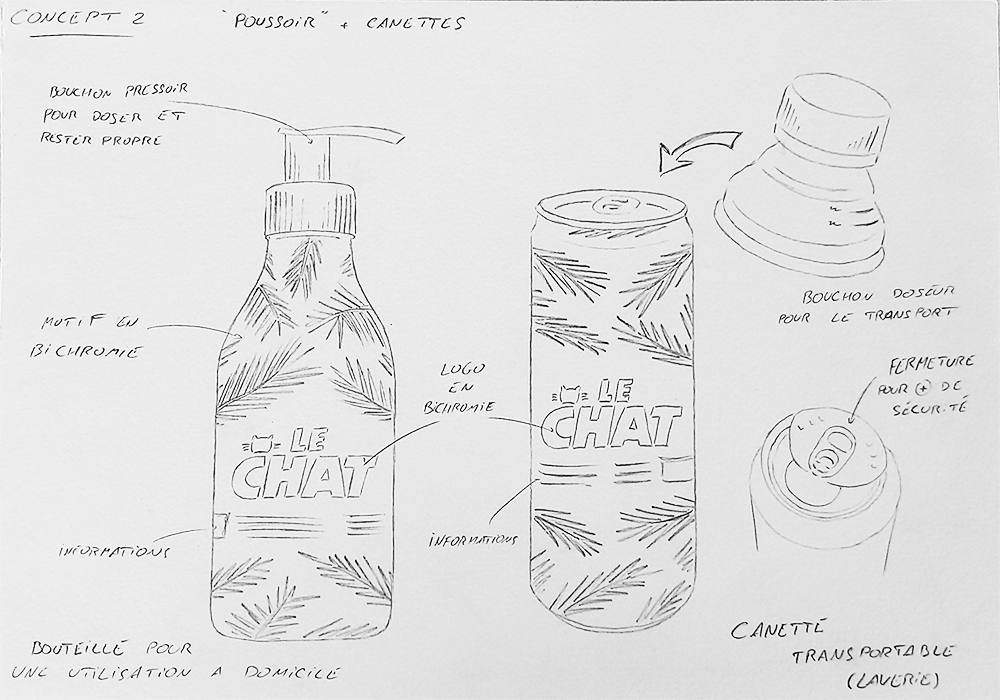 CONCEPT 2
"POUSSOIR" + CANETTES
BOUCHON PRESSOIR
POUR DOSER ET
RESTER PROPRE
MOTIF EN
BICHROMIE
LOGO
EN
BICHROMIE
LE
CHAT
LE
CHAT
INFORMATIONS
INFORMATIONS
BOUTEILLE POUR
UNE UTILISATION A DOMICILE
BOUCHON DOSEUR
POUR LE TRANSPORT
FERMETURE
POUR + DE
SÉCURITÉ
CANETTE
TRANSPORTABLE
(LAVERIE)